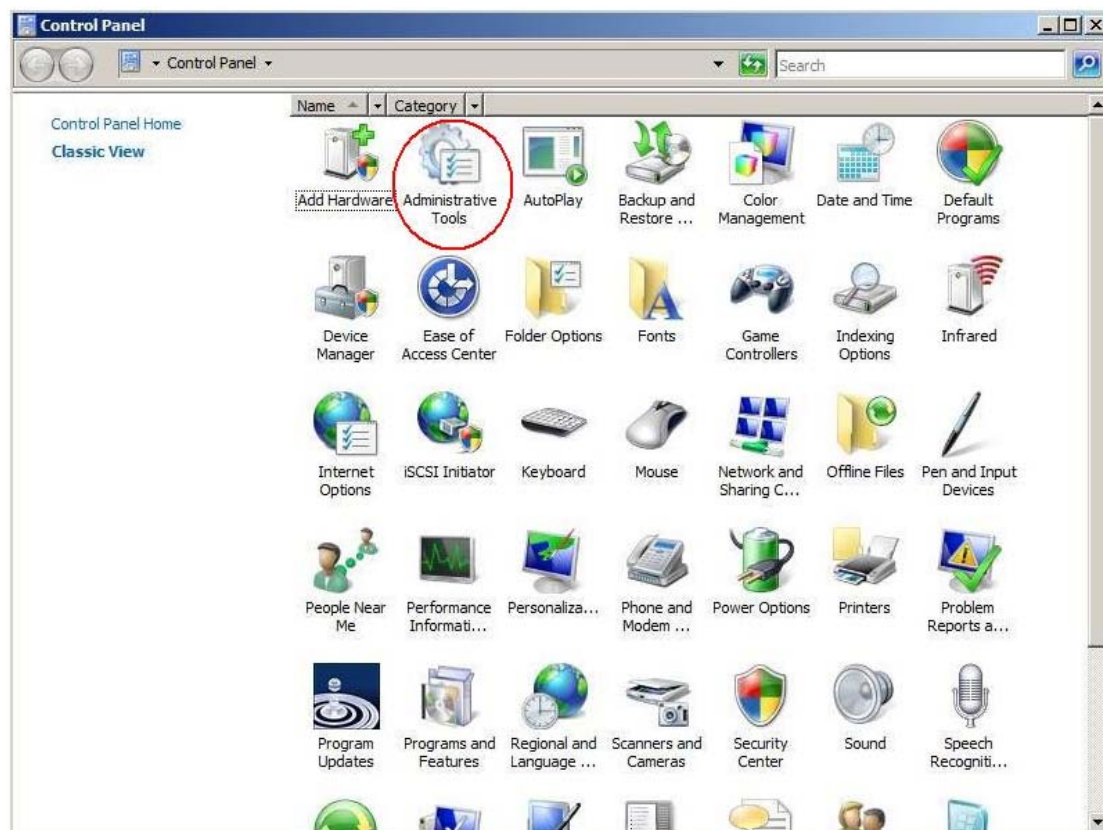 Control Panel
Control Panel
Search
Control Panel Home
Classic View
Name Category
Add Hardware
Administrative
Tools
AutoPlay
Backup and
Restore ...
Color
Management
Date and Time
Default
Programs
Device
Manager
Ease of
Access Center
Folder Options
Fonts
Game
Controllers
Indexing
Options
Infrared
Internet
Options
iSCSI Initiator
Keyboard
Mouse
Network and
Sharing C...
Offline Files
Pen and Input
Devices
People Near
Me
Performance
Informati...
Personaliza...
Phone and
Modem ...
Power Options
Printers
Problem
Reports a...
Program
Updates
Programs and
Features
Regional and
Language ...
Scanners and
Cameras
Security
Center
Sound
Speech
Recogniti...